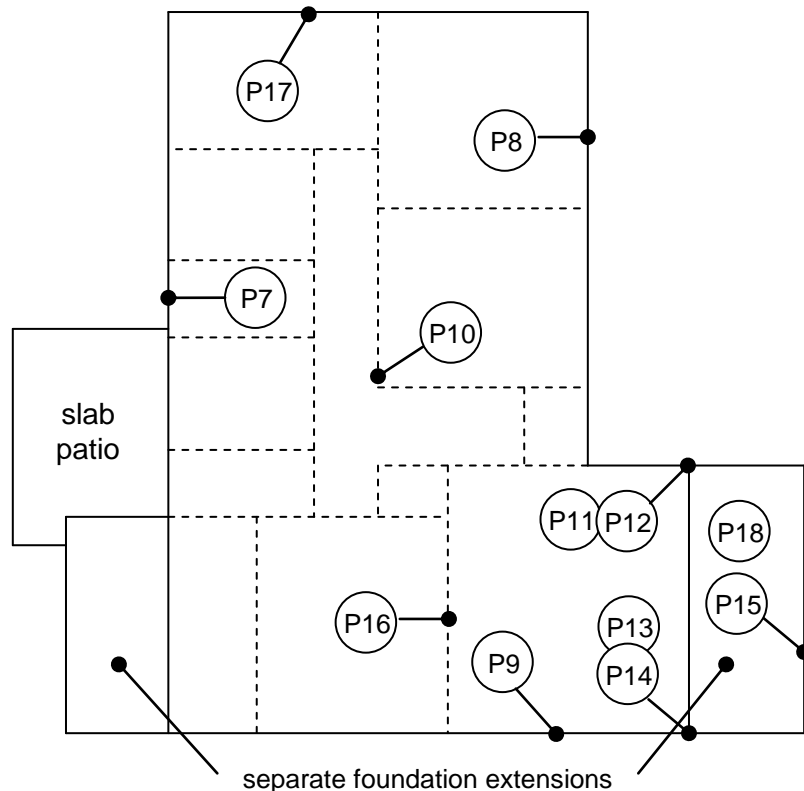 P17
P8
P7
P10
slab
patio
P11
P12
P18
P15
P16
P13
P9
P14
separate foundation extensions